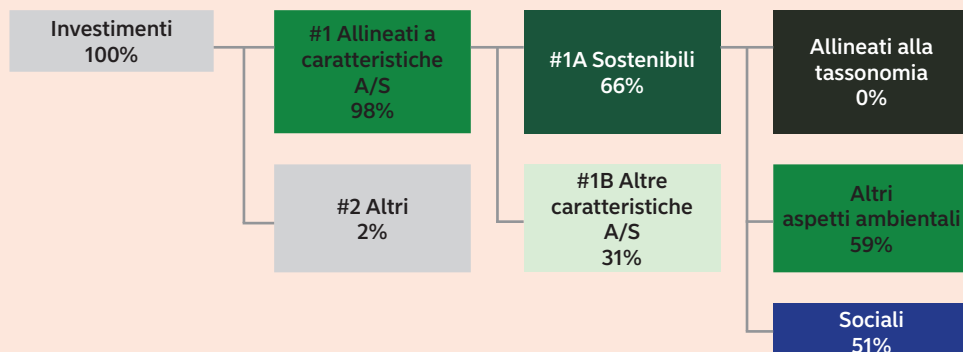 Investimenti
100%
#1 Allineati a
caratteristiche
A/S
98%
#1A Sostenibili
66%
Allineati alla
tassonomia
0%
#2 Altri
2%
#1B Altre
caratteristiche
A/S
31%
Altri
aspetti ambientali
59%
Sociali
51%